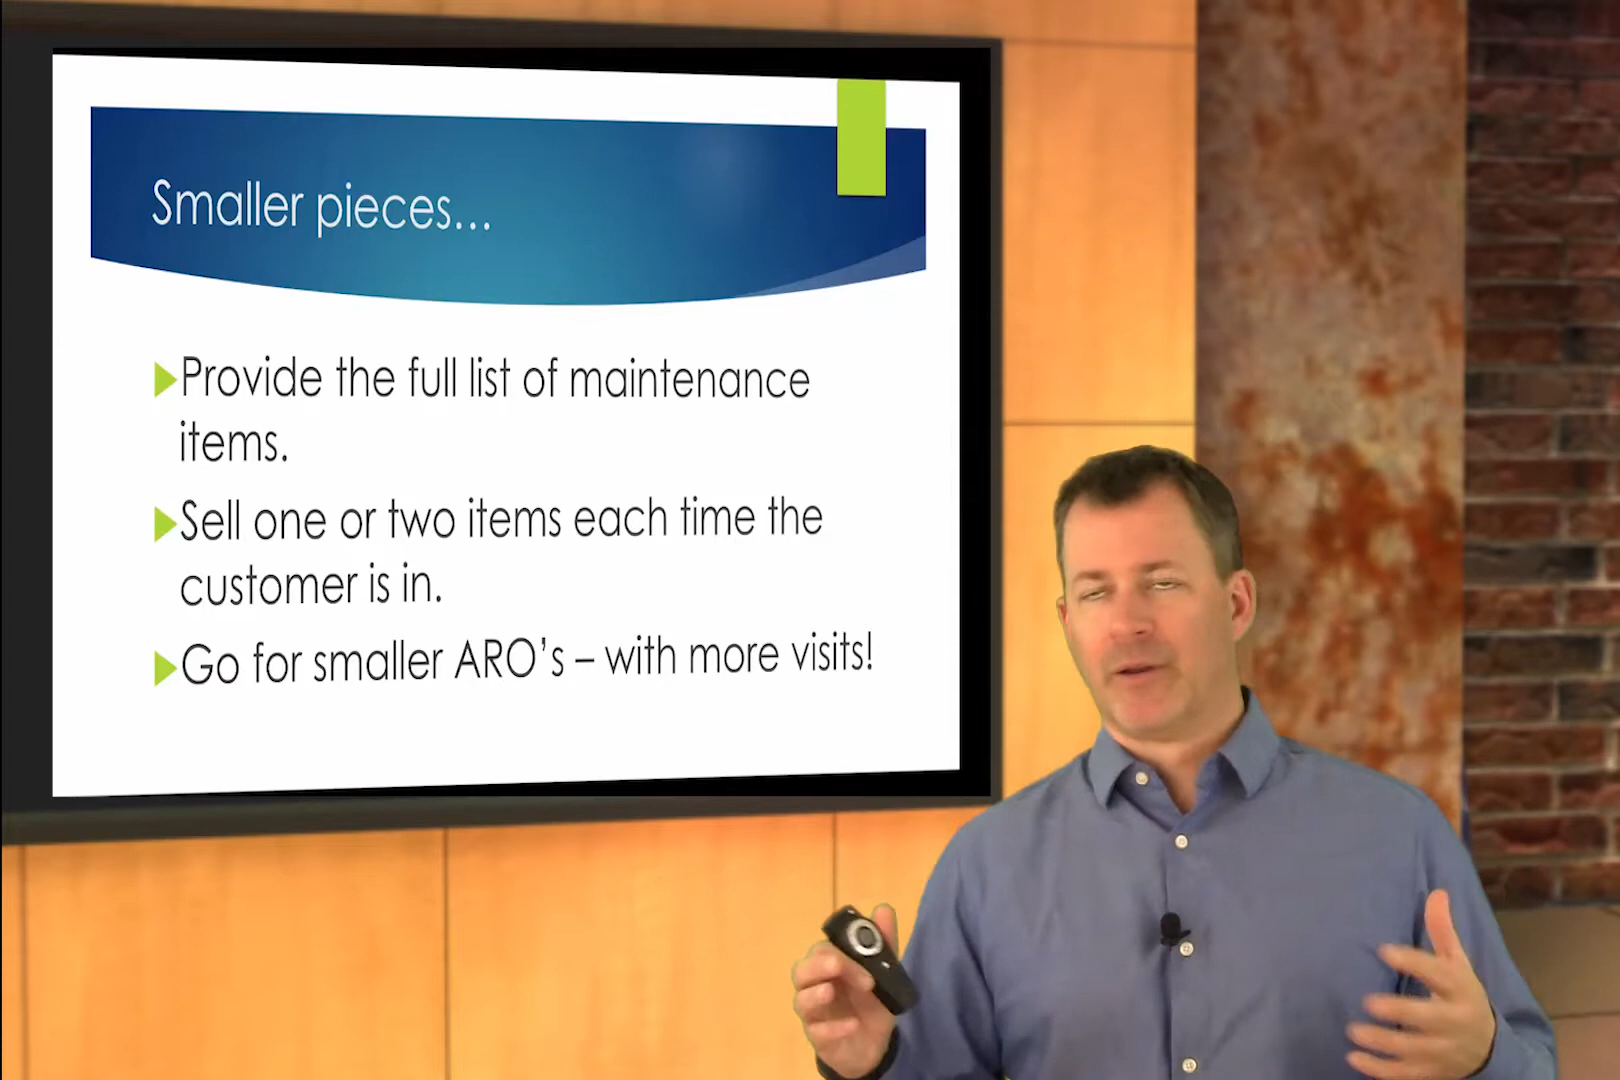 Smaller pieces...
Provide the full list of maintenance
items.
Sell one or two items each time the
customer is in.
Go for smaller ARO's – with more visits!